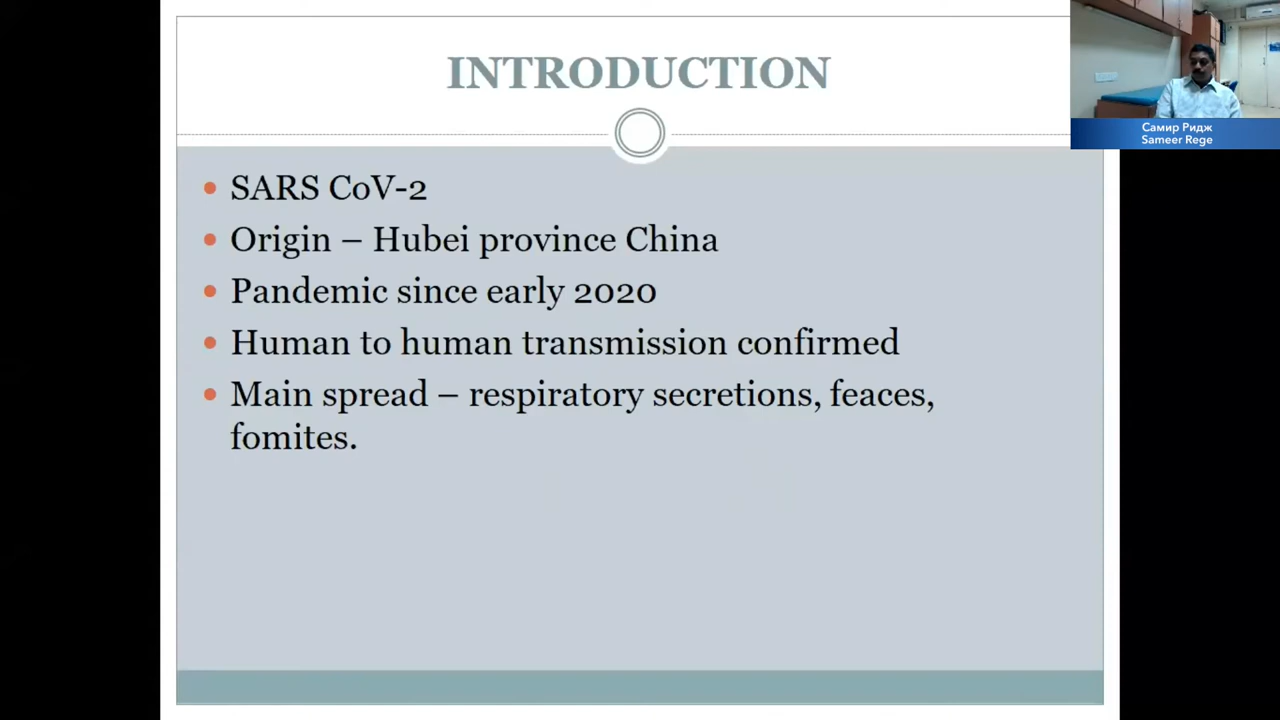 INTRODUCTION
Самир Ридж
Sameer Rege
SARS CoV-2
Origin – Hubei province China
Pandemic since early 2020
Human to human transmission confirmed
Main spread – respiratory secretions, feaces,
fomites.